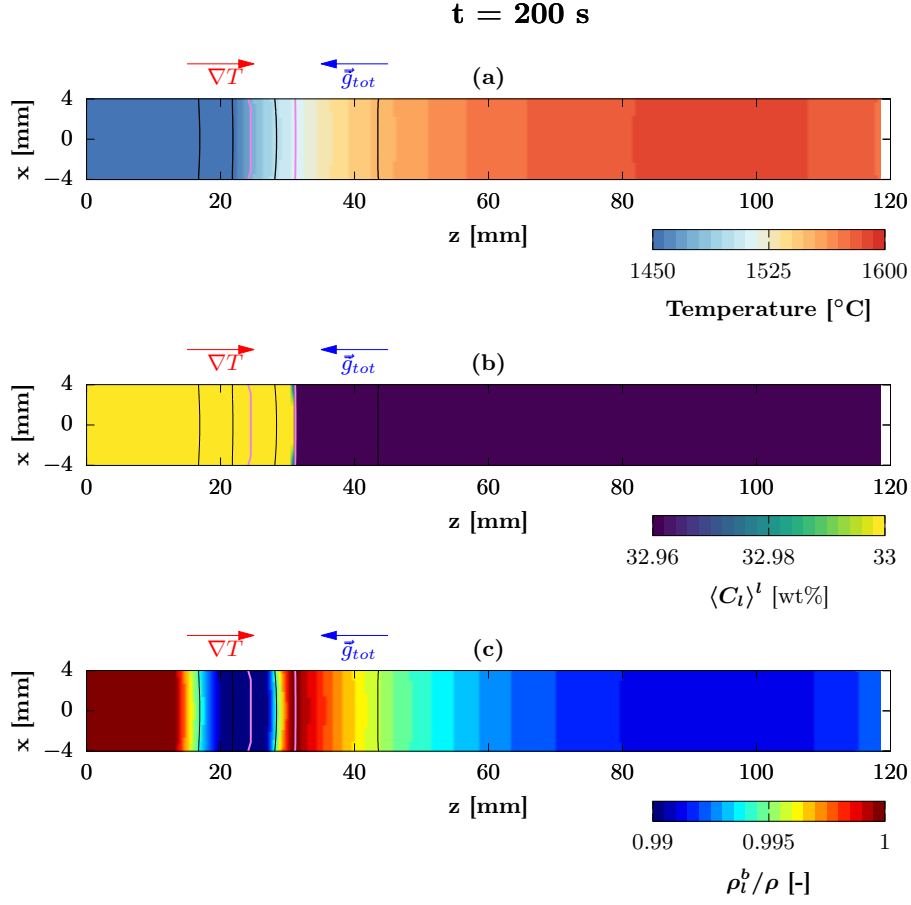 t = 200 s
∇T g⃗tot (a)
x [mm]
4
0
−4
0 20 40 60 80 100 120
z [mm]
1450 1525 1600
Temperature [°C]
∇T g⃗tot (b)
x [mm]
4
0
−4
0 20 40 60 80 100 120
z [mm]
32.96 32.98 33
⟨C_l⟩^l [wt%]
∇T g⃗tot (c)
x [mm]
4
0
−4
0 20 40 60 80 100 120
z [mm]
0.99 0.995 1
ρ_l^b/ρ [-]